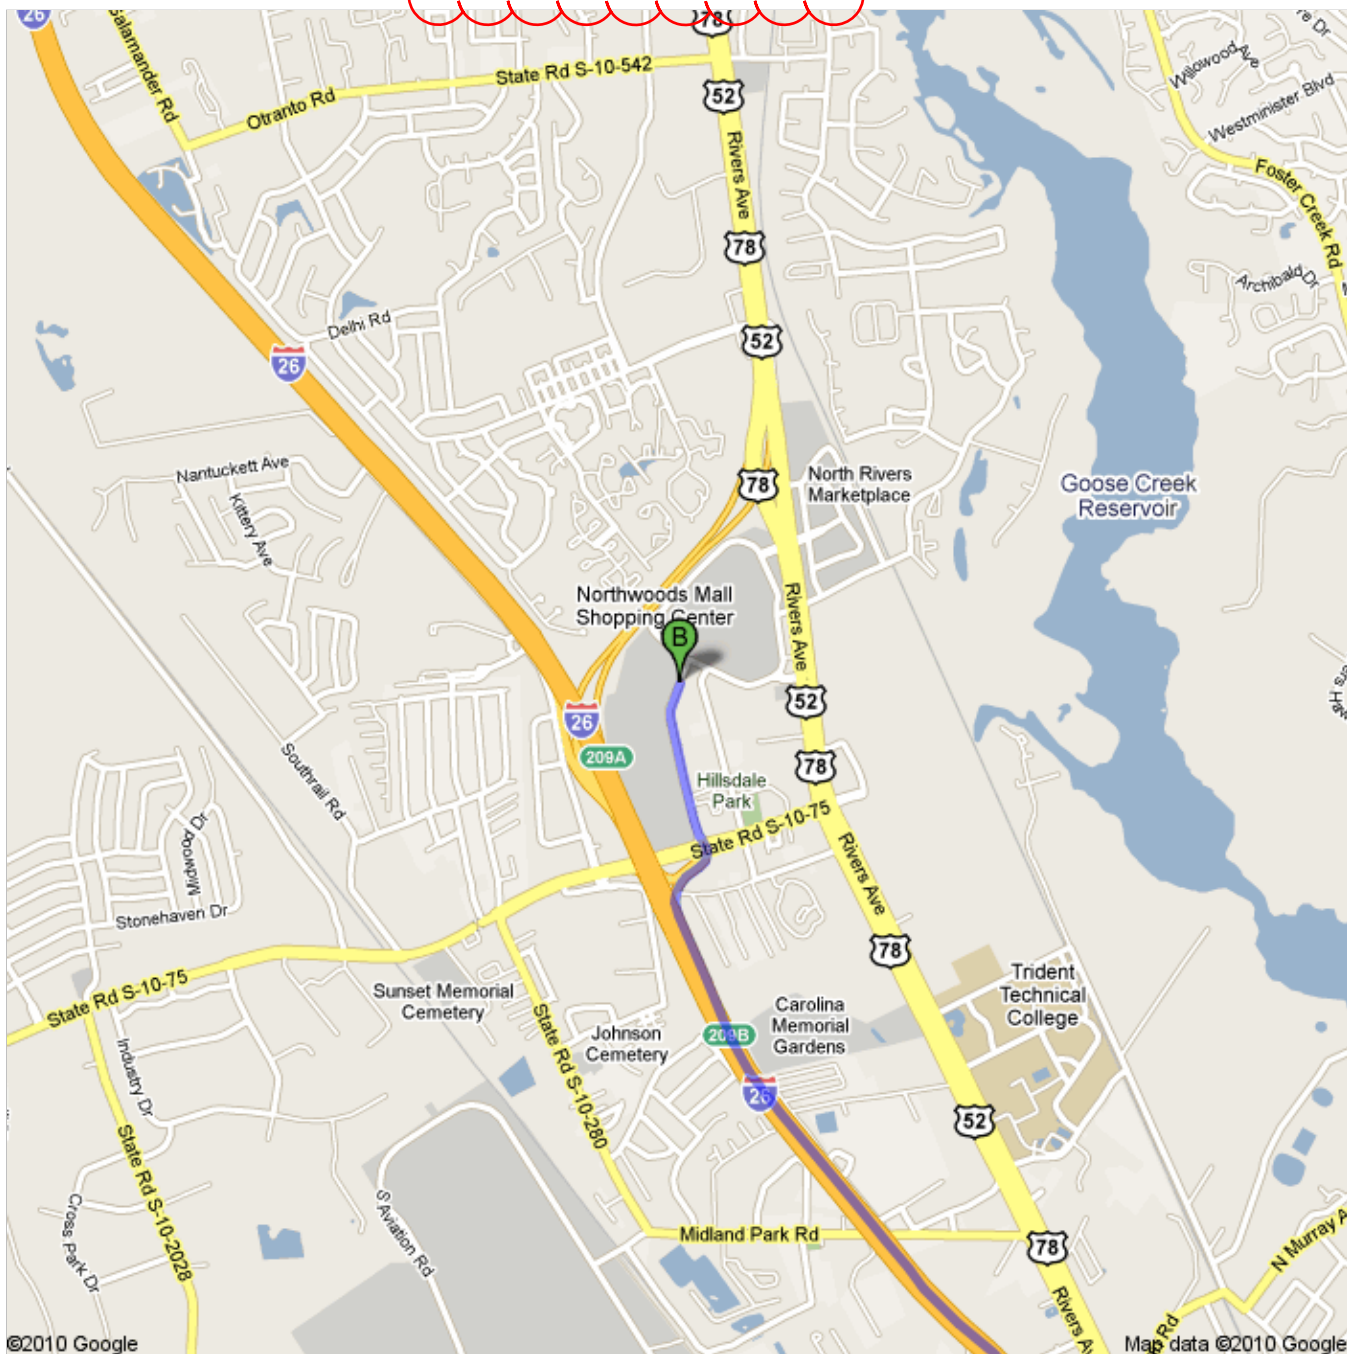 26
Salamander Rd
78
State Rd S-10-542
Otranto Rd
52
Rivers Ave
Willowood Ave
Westminister Blvd
Foster Creek Rd
78
Archibald Dr
Delhi Rd
26
52
Nantuckett Ave
Kittery Ave
78
North Rivers
Marketplace
Goose Creek
Reservoir
Northwoods Mall
Shopping Center
B
Rivers Ave
26
52
209A
78
Southrail Rd
Hillsdale
Park
State Rd S-10-75
Midwood Dr
Rivers Ave
Stonehaven Dr
78
State Rd S-10-75
Sunset Memorial
Cemetery
Trident
Technical
College
Carolina
Memorial
Gardens
State Rd S-10-280
Johnson
Cemetery
209B
Industry Dr
26
52
State Rd S-10-2028
Cross Park Dr
S Aviation Rd
Midland Park Rd
78
N Murray A
Rivers Av
Rd
©2010 Google
Map data ©2010 Google